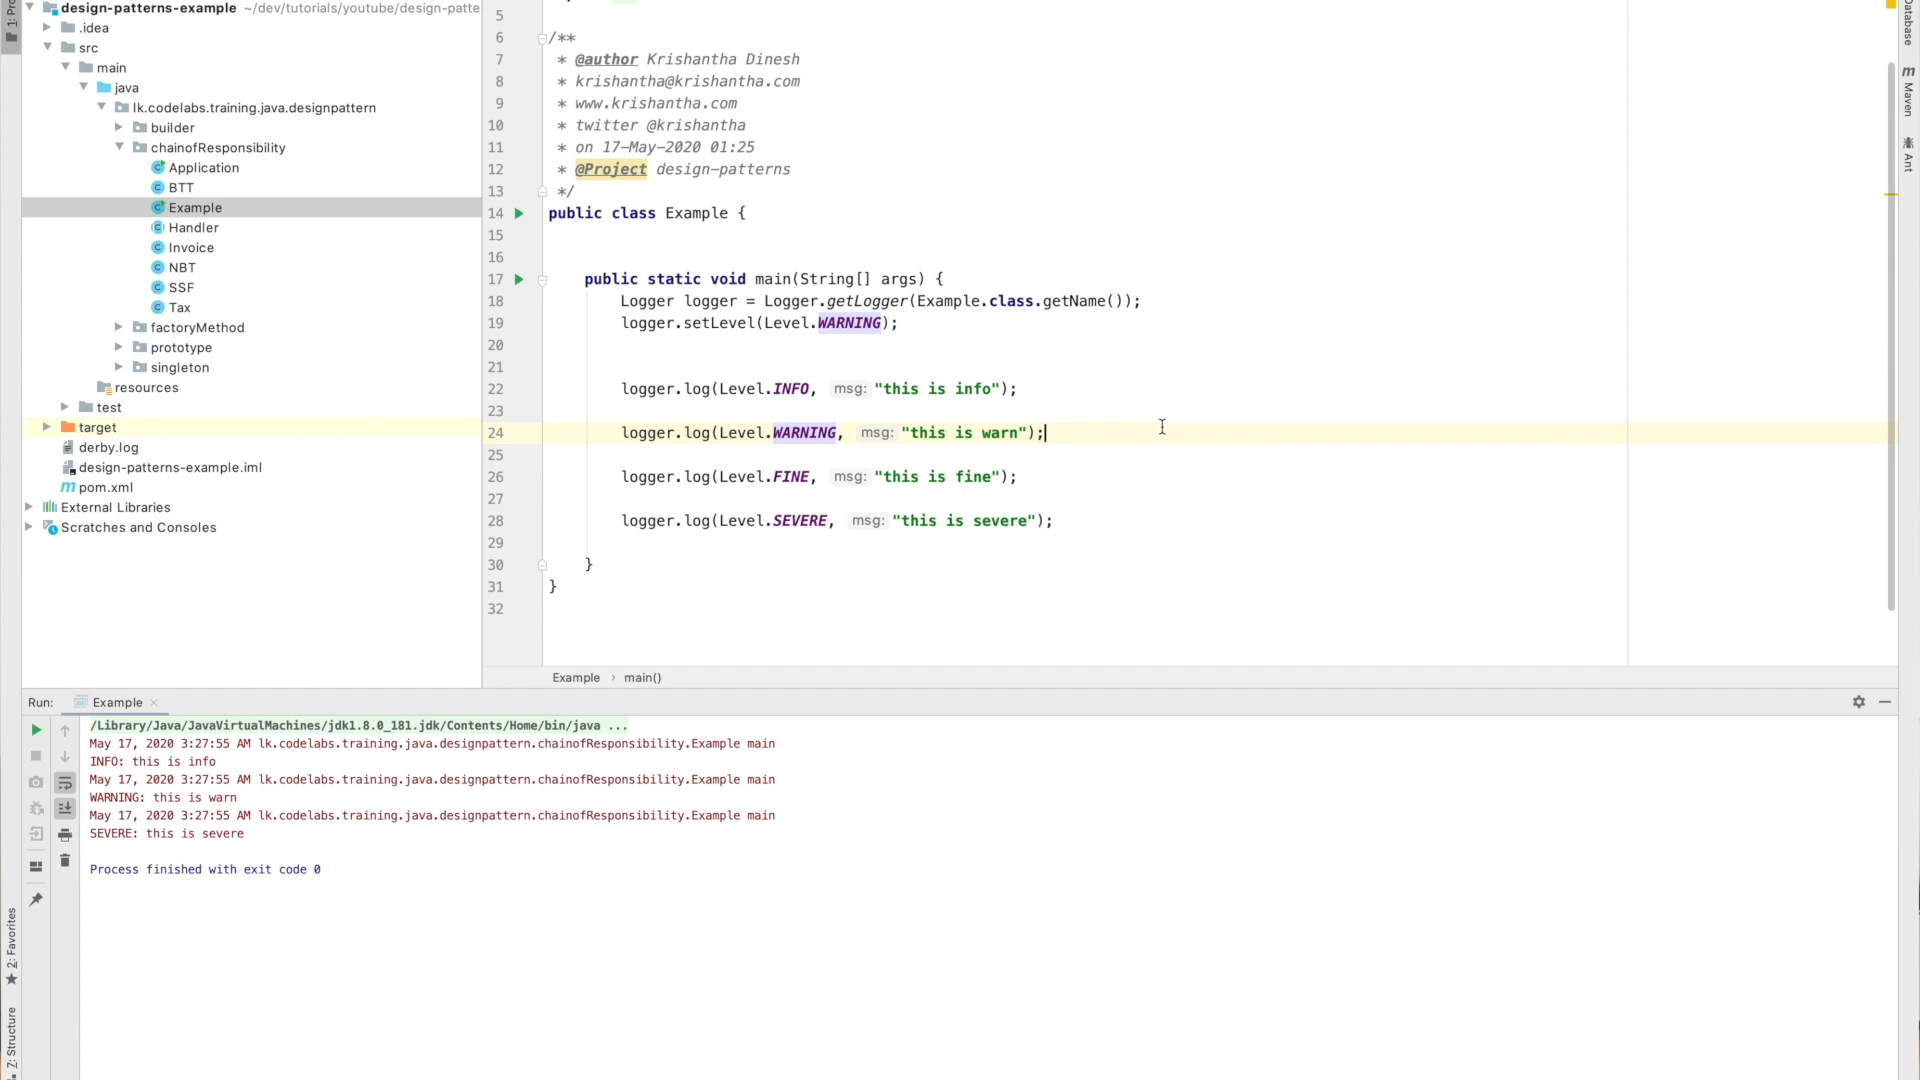 design-patterns-example ~/dev/tutorials/youtube/design-patte
.idea
src
main
java
lk.codelabs.training.java.designpattern
builder
chainofResponsibility
Application
BTT
Example
Handler
Invoice
NBT
SSF
Tax
factoryMethod
prototype
singleton
resources
test
target
derby.log
design-patterns-example.iml
pom.xml
External Libraries
Scratches and Consoles
5
6 /**
7 * @author Krishantha Dinesh
8 * krishantha@krishantha.com
9 * www.krishantha.com
10 * twitter @krishantha
11 * on 17-May-2020 01:25
12 * @Project design-patterns
13 */
14 public class Example {
15
16
17 public static void main(String[] args) {
18 Logger logger = Logger.getLogger(Example.class.getName());
19 logger.setLevel(Level.WARNING);
20
21
22 logger.log(Level.INFO, msg: "this is info");
23
24 logger.log(Level.WARNING, msg: "this is warn");
25
26 logger.log(Level.FINE, msg: "this is fine");
27
28 logger.log(Level.SEVERE, msg: "this is severe");
29
30 }
31 }
32
Example › main()
Database
m Maven
Ant
Run: Example
/Library/Java/JavaVirtualMachines/jdk1.8.0_181.jdk/Contents/Home/bin/java ...
May 17, 2020 3:27:55 AM lk.codelabs.training.java.designpattern.chainofResponsibility.Example main
INFO: this is info
May 17, 2020 3:27:55 AM lk.codelabs.training.java.designpattern.chainofResponsibility.Example main
WARNING: this is warn
May 17, 2020 3:27:55 AM lk.codelabs.training.java.designpattern.chainofResponsibility.Example main
SEVERE: this is severe
Process finished with exit code 0
2: Favorites
Z: Structure